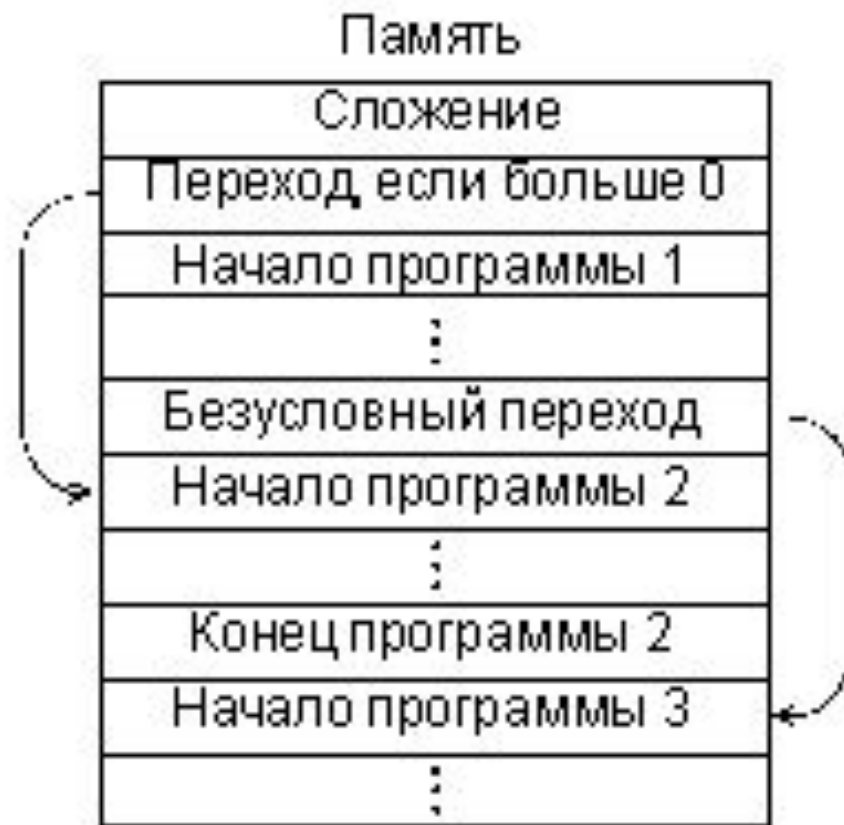 Память
Сложение
Переход, если больше 0
Начало программы 1
⋮
Безусловный переход
Начало программы 2
⋮
Конец программы 2
Начало программы 3
⋮